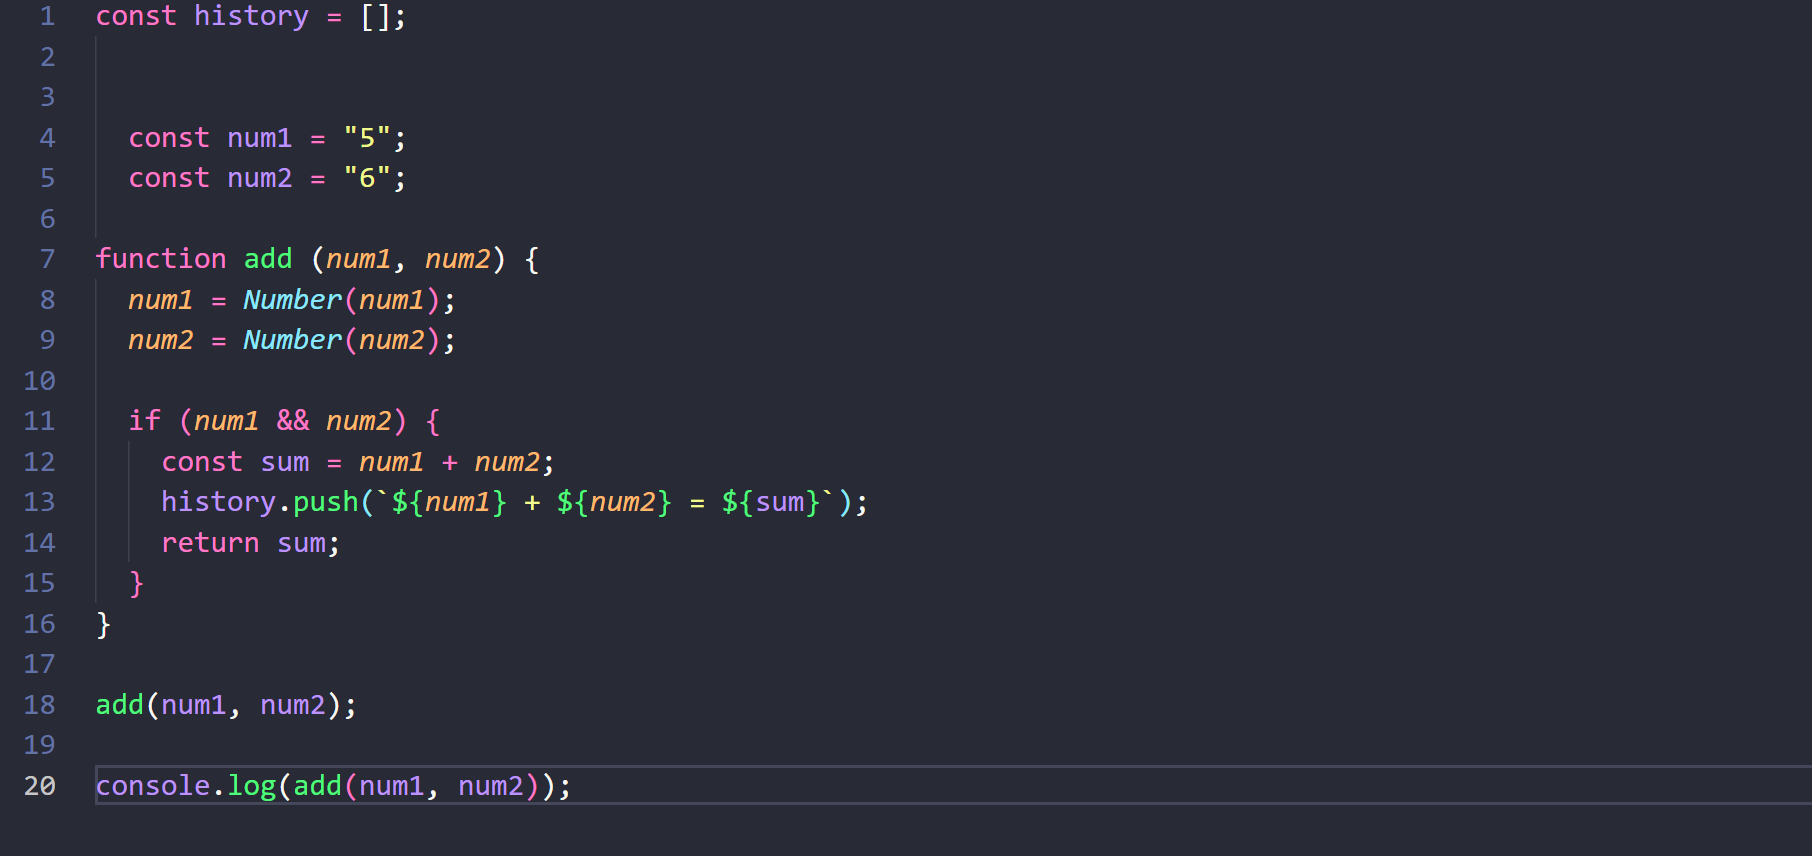 1 const history = [];
2
3
4 const num1 = "5";
5 const num2 = "6";
6
7 function add (num1, num2) {
8 num1 = Number(num1);
9 num2 = Number(num2);
10
11 if (num1 && num2) {
12 const sum = num1 + num2;
13 history.push(`${num1} + ${num2} = ${sum}`);
14 return sum;
15 }
16 }
17
18 add(num1, num2);
19
20 console.log(add(num1, num2));